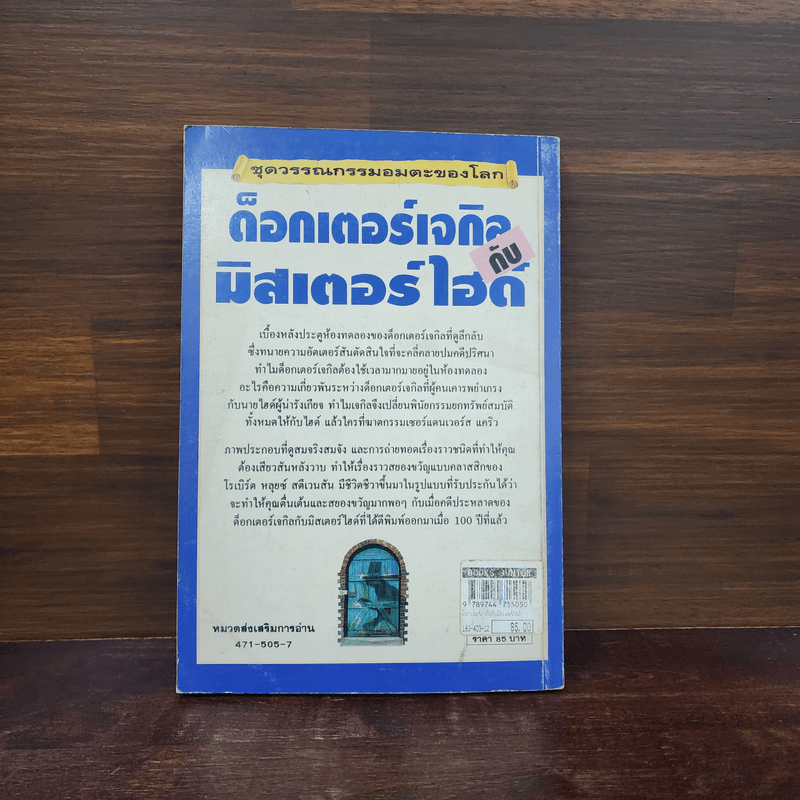 ชุดวรรณกรรมอมตะของโลก
ด็อกเตอร์เจกิล
กับ
มิสเตอร์ไฮด์
เบื้องหลังประตูห้องทดลองของด็อกเตอร์เจกิลที่ดูลึกลับ
ซึ่งทนายความอัตเตอร์สันตัดสินใจที่จะคลี่คลายปมคดีปริศนา
ทำไมด็อกเตอร์เจกิลต้องใช้เวลามากมายอยู่ในห้องทดลอง
อะไรคือความเกี่ยวพันระหว่างด็อกเตอร์เจกิลที่ผู้คนเคารพยำเกรง
กับนายไฮด์ผู้น่ารังเกียจ ทำไมเจกิลจึงเปลี่ยนพินัยกรรมยกทรัพย์สมบัติ
ทั้งหมดให้กับไฮด์ แล้วใครที่ฆาตกรรมเซอร์แดนเวอร์ส แคริว
ภาพประกอบที่ดูสมจริงสมจัง และการถ่ายทอดเรื่องราวชนิดที่ทำให้คุณ
ต้องเสียวสันหลังวาบ ทำให้เรื่องราวสยองขวัญแบบคลาสสิกของ
โรเบิร์ต หลุยซ์ สตีเวนสัน มีชีวิตชีวาขึ้นมาในรูปแบบที่รับประกันได้ว่า
จะทำให้คุณตื่นเต้นและสยองขวัญมากพอๆ กับเมื่อคดีประหลาดของ
ด็อกเตอร์เจกิลกับมิสเตอร์ไฮด์ที่ได้ตีพิมพ์ออกมาเมื่อ 100 ปีที่แล้ว
BOOKS JUNIOR
9 789744 715050
182-400-12
85.00
ราคา 85 บาท
หมวดส่งเสริมการอ่าน
471-505-7